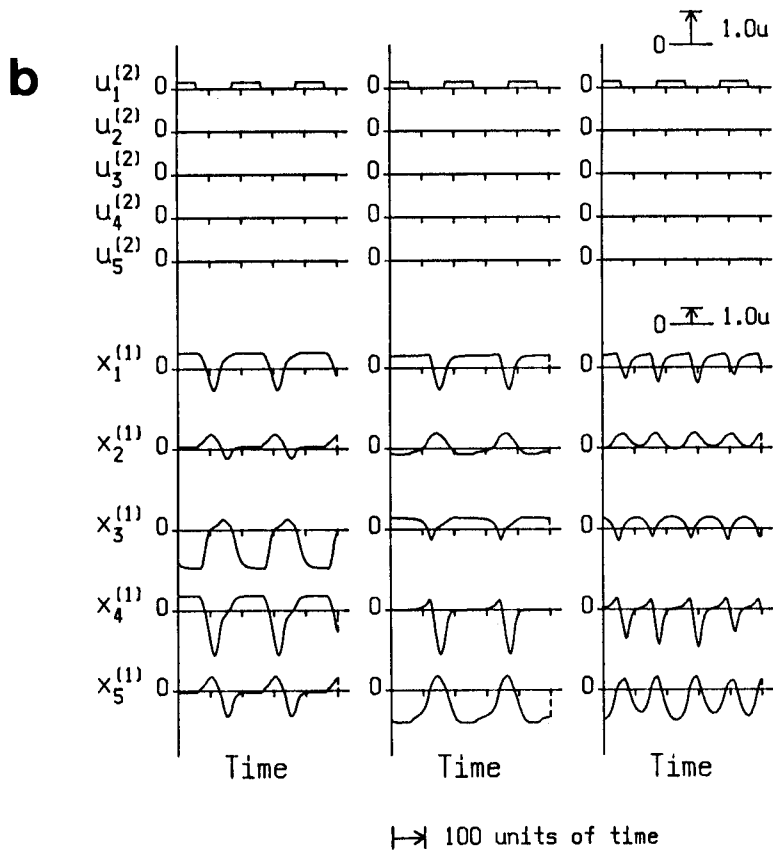 b
0 1.0u
u₁⁽²⁾ 0 0 0
u₂⁽²⁾ 0 0 0
u₃⁽²⁾ 0 0 0
u₄⁽²⁾ 0 0 0
u₅⁽²⁾ 0 0 0
0 1.0u
x₁⁽¹⁾ 0 0 0
x₂⁽¹⁾ 0 0 0
x₃⁽¹⁾ 0 0 0
x₄⁽¹⁾ 0 0 0
x₅⁽¹⁾ 0 0 0
Time Time Time
100 units of time